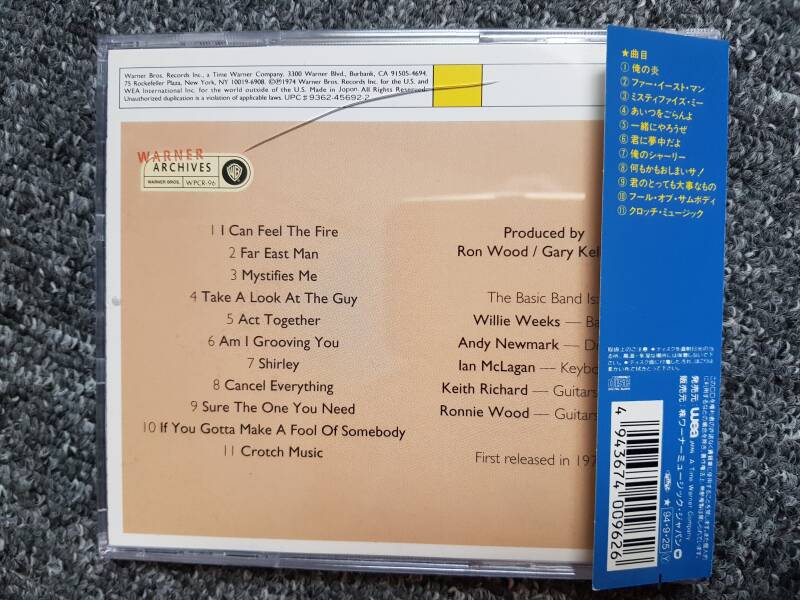 Warner Bros. Records Inc., a Time Warner Company, 3300 Warner Blvd., Burbank, CA 91505-4694.
75 Rockefeller Plaza, New York, NY 10019-6908. ©℗1974 Warner Bros. Records Inc. for the U.S. and
WEA International Inc. for the world outside of the U.S. Made in Japan. All Rights Reserved.
Unauthorized duplication is a violation of applicable laws. UPC # 9362-45692-2
WARNER
ARCHIVES
WARNER BROS.
WPCR-96
WB
1 I Can Feel The Fire
2 Far East Man
3 Mystifies Me
4 Take A Look At The Guy
5 Act Together
6 Am I Grooving You
7 Shirley
8 Cancel Everything
9 Sure The One You Need
10 If You Gotta Make A Fool Of Somebody
11 Crotch Music
Produced by
Ron Wood / Gary Kell
The Basic Band Is:
Willie Weeks — Ba
Andy Newmark — D
Ian McLagan — Keybo
Keith Richard — Guitars
Ronnie Wood — Guitars
First released in 197
★曲目
①俺の炎
②ファー・イースト・マン
③ミスティファイズ・ミー
④あいつをごらんよ
⑤一緒にやろうぜ
⑥君に夢中だよ
⑦俺のシャーリー
⑧何もかもおしまいサ!
⑨君のとっても大事なもの
⑩フール・オブ・サムボディ
⑪クロッチ・ミュージック
発売元 wea JAPAN A Time Warner Company
販売元:㈱ワーナーミュージック・ジャパン
★'94・9・25 Y
4943674009626